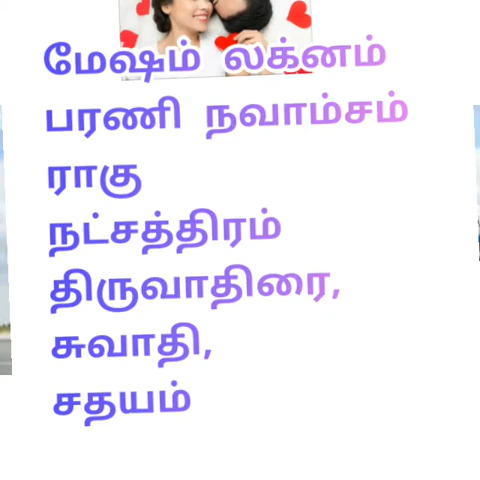 மேஷம் லக்னம்
பரணி நவாம்சம்
ராகு
நட்சத்திரம்
திருவாதிரை,
சுவாதி,
சதயம்